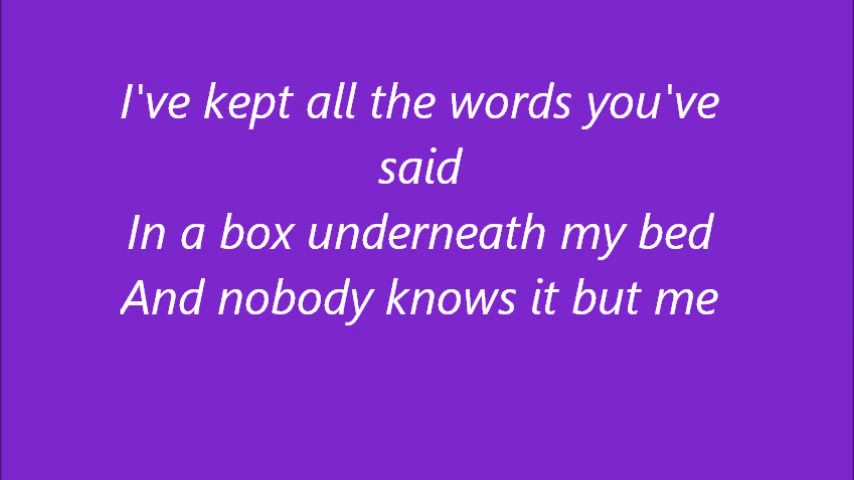 I've kept all the words you've
said
In a box underneath my bed
And nobody knows it but me